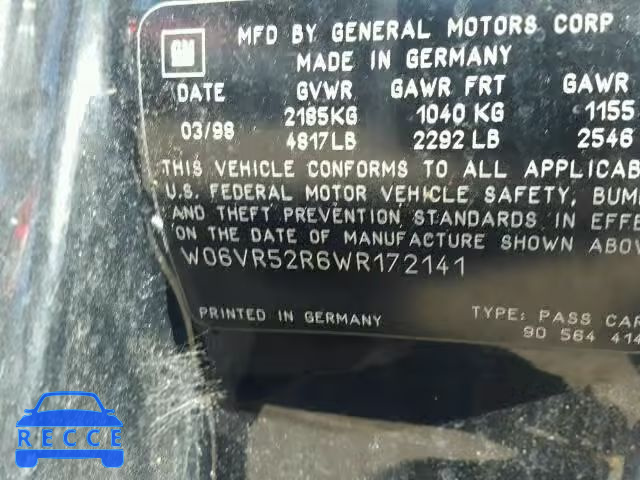 GM
MFD BY GENERAL MOTORS CORP
MADE IN GERMANY
DATE GVWR GAWR FRT GAWR
03/98 2185KG 1040 KG 1155
4817LB 2292 LB 2546
THIS VEHICLE CONFORMS TO ALL APPLICAB
U.S. FEDERAL MOTOR VEHICLE SAFETY, BUM
AND THEFT PREVENTION STANDARDS IN EFFE
ON THE DATE OF MANUFACTURE SHOWN ABOV
W06VR52R6WR172141
PRINTED IN GERMANY
TYPE: PASS CAR
90 564 414
RECCE